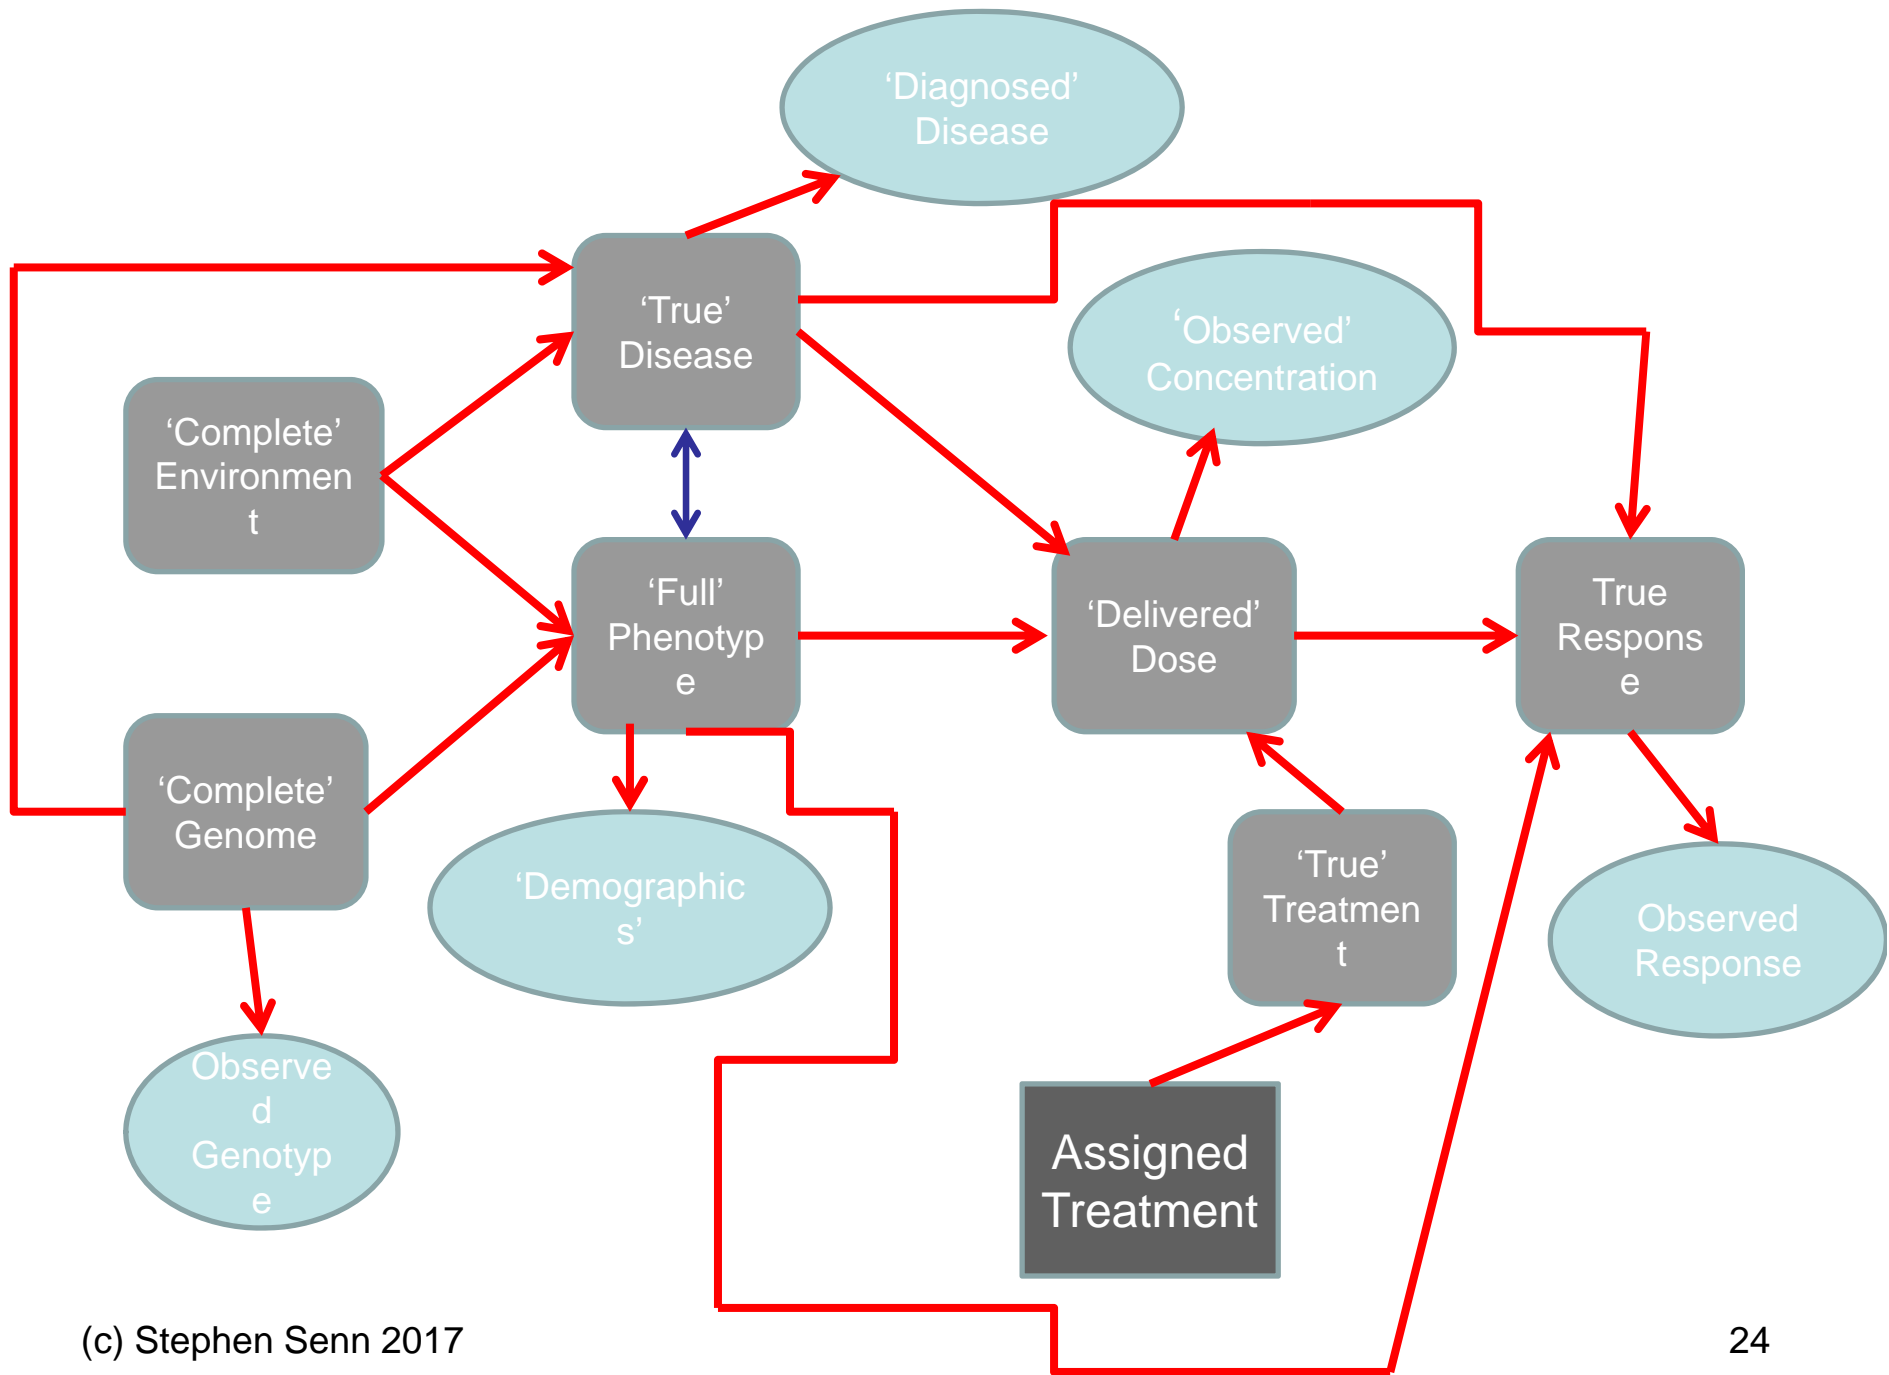 ‘Diagnosed’
Disease
‘True’
Disease
‘Observed’
Concentration
‘Complete’
Environmen
t
‘Full’
Phenotyp
e
‘Delivered’
Dose
True
Respons
e
‘Complete’
Genome
‘Demographic
s’
‘True’
Treatmen
t
Observed
Response
Observe
d
Genotyp
e
Assigned
Treatment
(c) Stephen Senn 2017
24